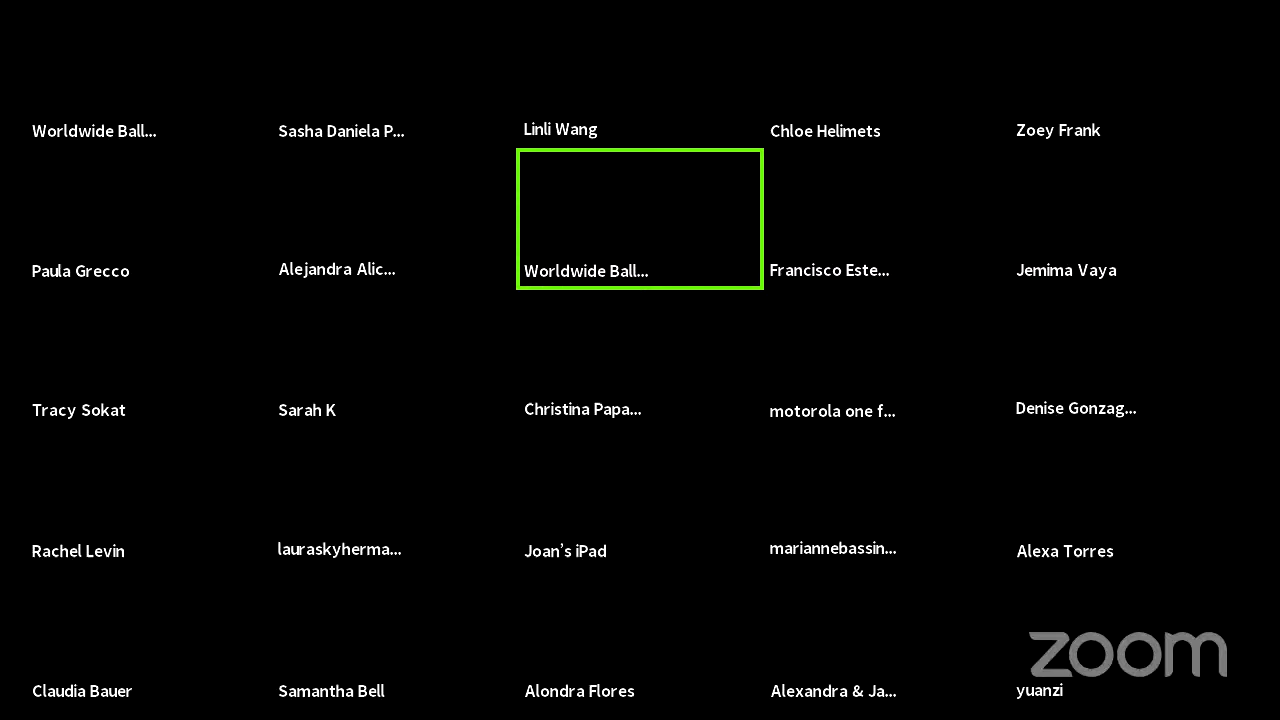 Worldwide Ball...
Sasha Daniela P...
Linli Wang
Chloe Helimets
Zoey Frank
Paula Grecco
Alejandra Alic...
Worldwide Ball...
Francisco Este...
Jemima Vaya
Tracy Sokat
Sarah K
Christina Papa...
motorola one f...
Denise Gonzag...
Rachel Levin
lauraskyherma...
Joan's iPad
mariannebassin...
Alexa Torres
zoom
Claudia Bauer
Samantha Bell
Alondra Flores
Alexandra & Ja...
yuanzi